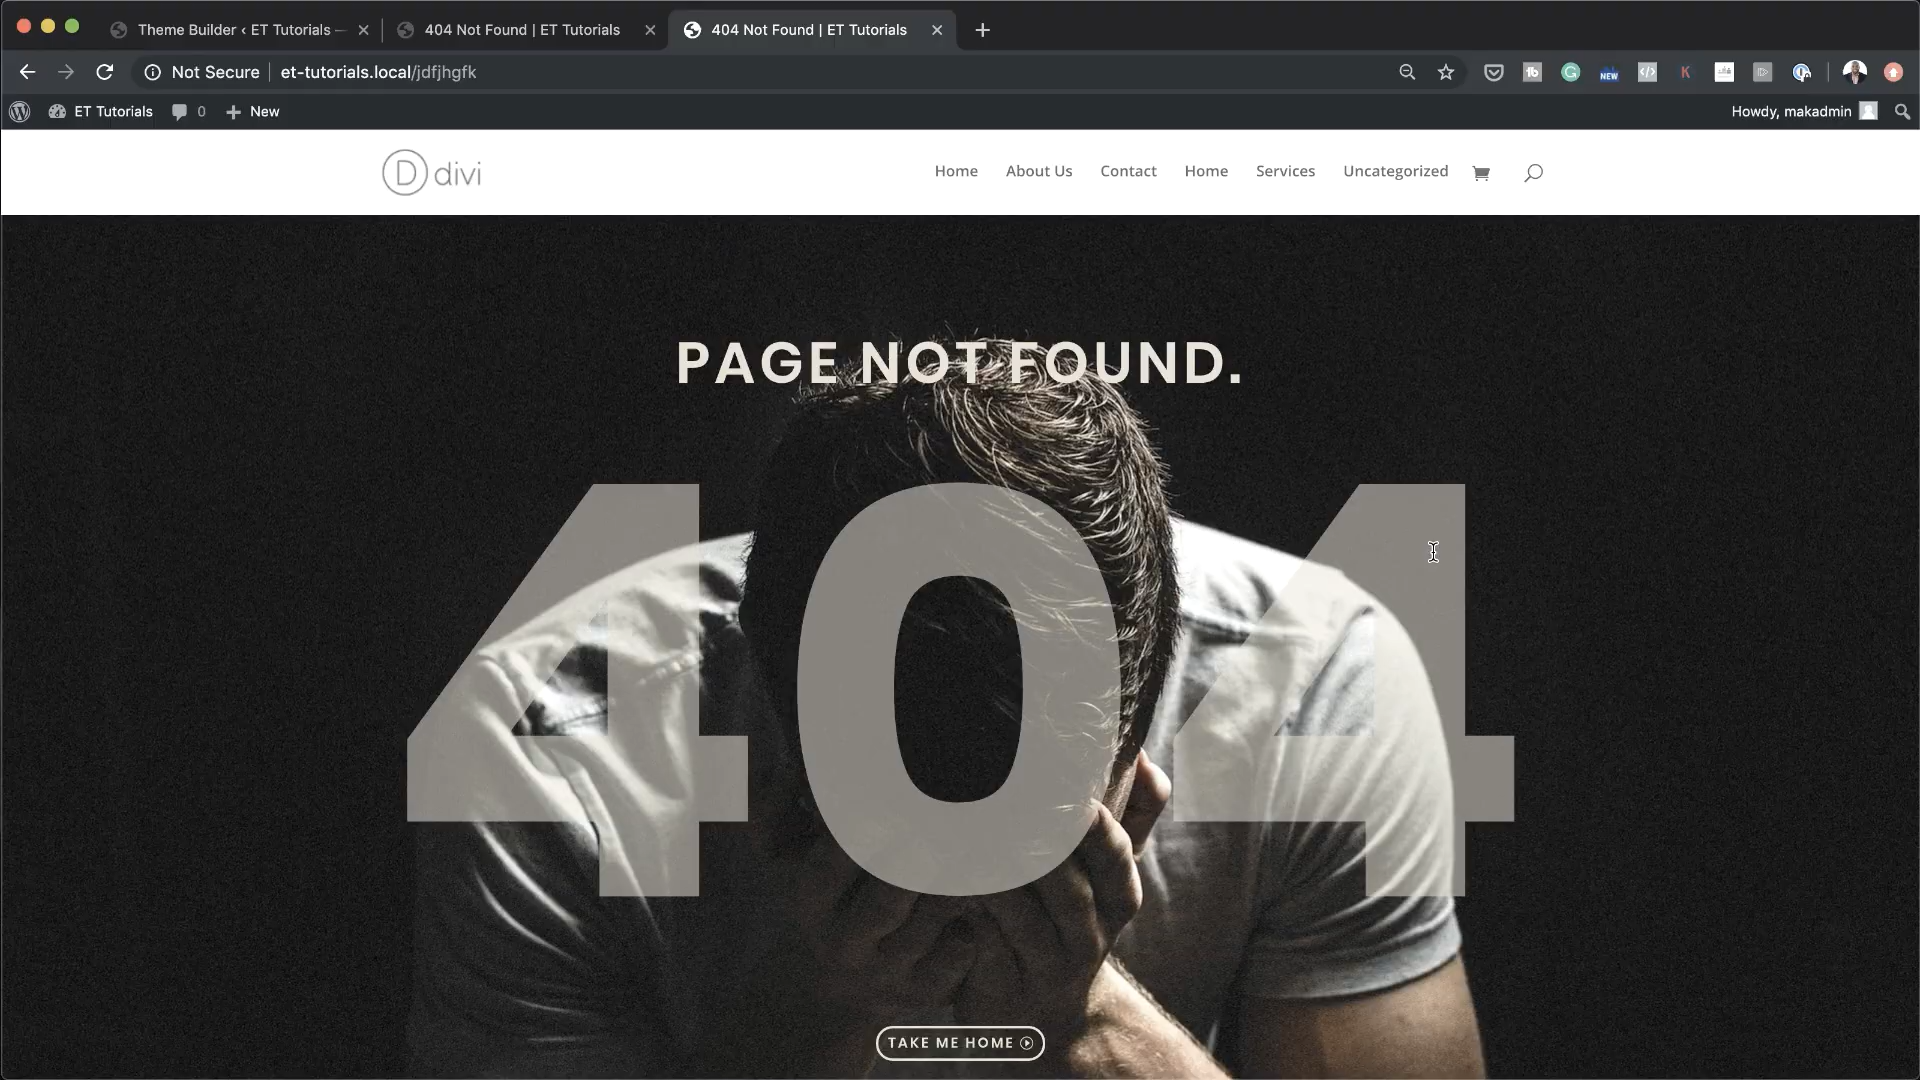 Theme Builder ‹ ET Tutorials —
404 Not Found | ET Tutorials
404 Not Found | ET Tutorials
Not Secure
et-tutorials.local/jdfjhgfk
NEW
K
ET Tutorials
0
New
Howdy, makadmin
D divi
Home
About Us
Contact
Home
Services
Uncategorized
PAGE NOT FOUND.
404
TAKE ME HOME